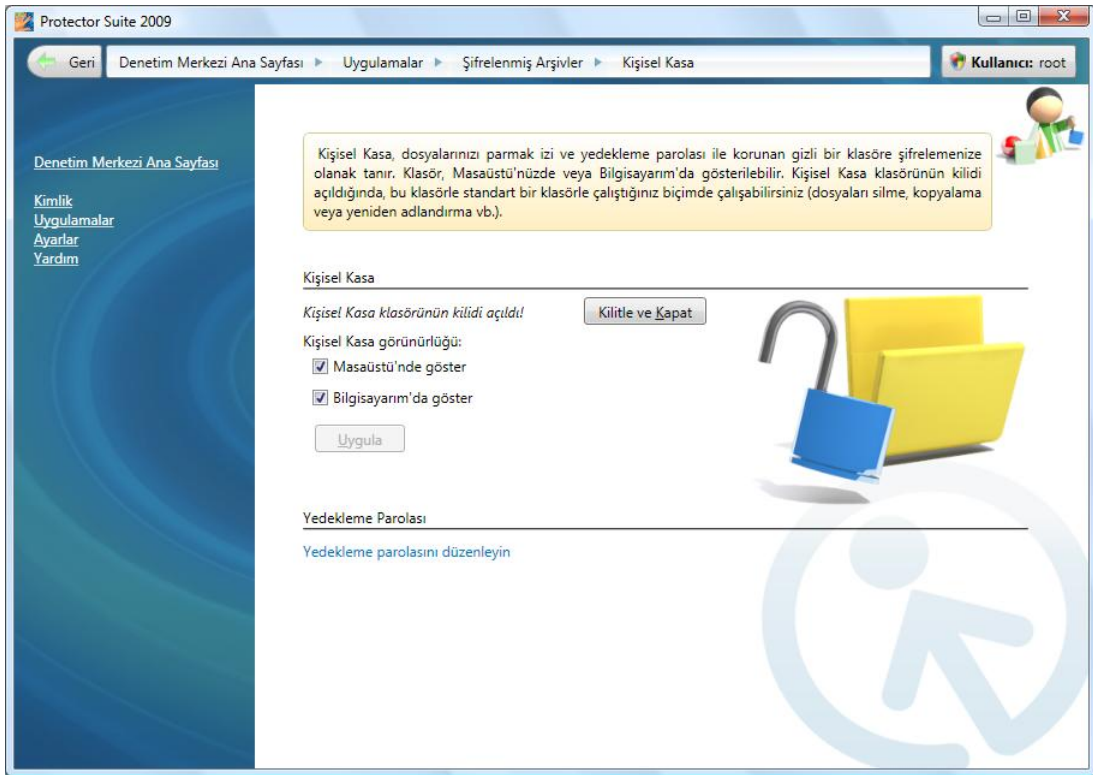 Protector Suite 2009
Geri Denetim Merkezi Ana Sayfası Uygulamalar Şifrelenmiş Arşivler Kişisel Kasa Kullanıcı: root
Denetim Merkezi Ana Sayfası
Kimlik
Uygulamalar
Ayarlar
Yardım
Kişisel Kasa, dosyalarınızı parmak izi ve yedekleme parolası ile korunan gizli bir klasöre şifrelemenize
olanak tanır. Klasör, Masaüstü'nüzde veya Bilgisayarım'da gösterilebilir. Kişisel Kasa klasörünün kilidi
açıldığında, bu klasörle standart bir klasörle çalıştığınız biçimde çalışabilirsiniz (dosyaları silme, kopyalama
veya yeniden adlandırma vb.).
Kişisel Kasa
Kişisel Kasa klasörünün kilidi açıldı! Kilitle ve Kapat
Kişisel Kasa görünürlüğü:
Masaüstü'nde göster
Bilgisayarım'da göster
Uygula
Yedekleme Parolası
Yedekleme parolasını düzenleyin